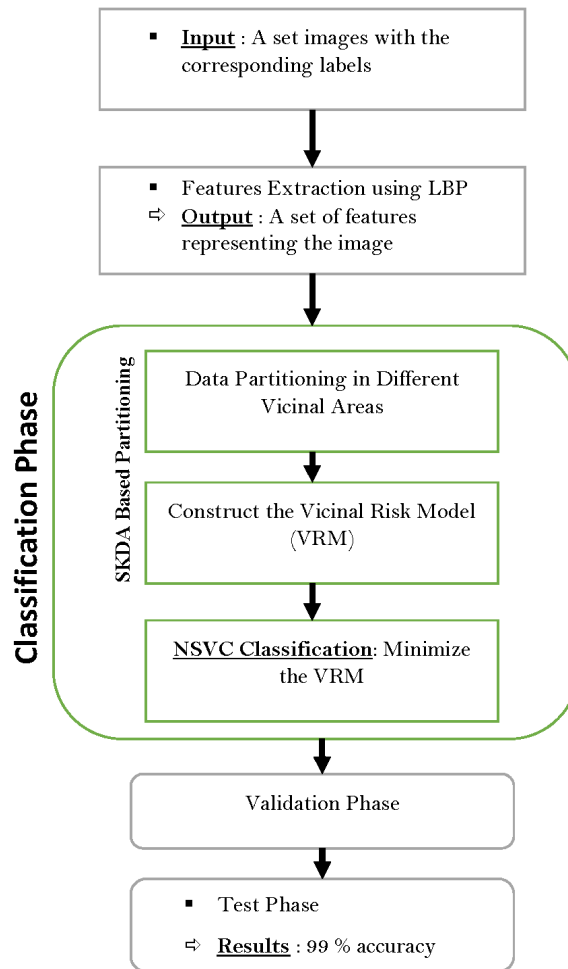 ▪ Input : A set images with the
corresponding labels
▪ Features Extraction using LBP
⇨ Output : A set of features
representing the image
Classification Phase
SKDA Based Partitioning
Data Partitioning in Different
Vicinal Areas
Construct the Vicinal Risk Model
(VRM)
NSVC Classification: Minimize
the VRM
Validation Phase
▪ Test Phase
⇨ Results : 99 % accuracy